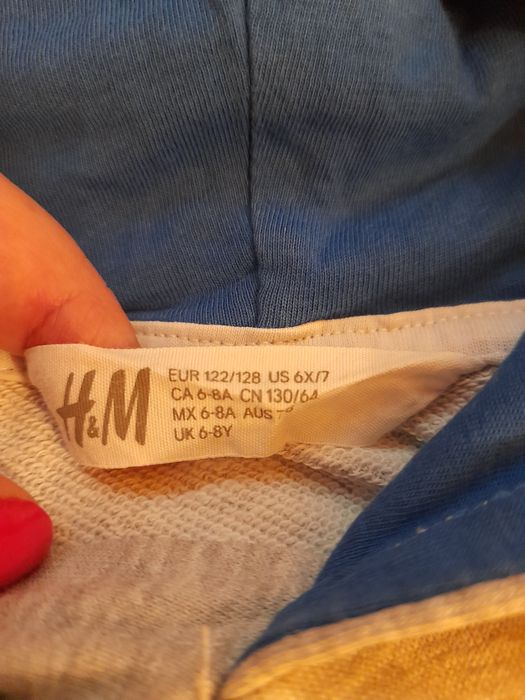 H&M
EUR 122/128 US 6X/7
CA 6-8A CN 130/64
MX 6-8A AUS
UK 6-8Y